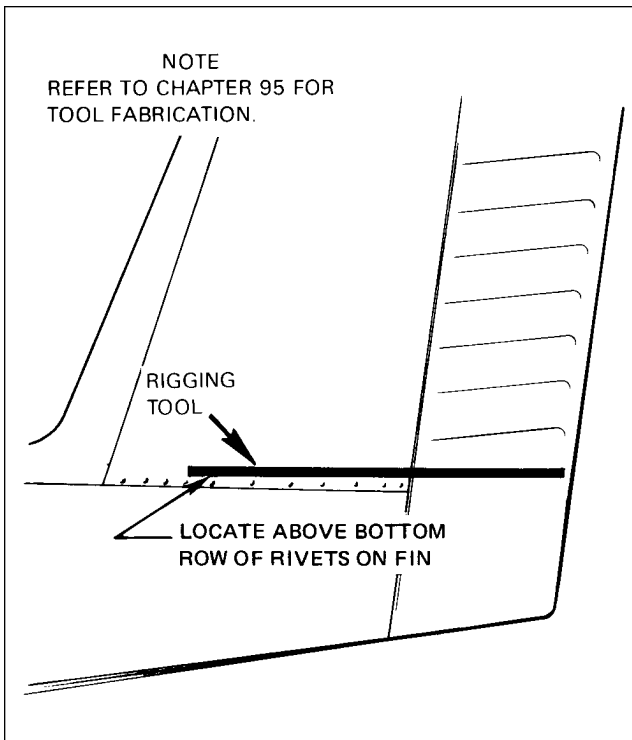 NOTE
REFER TO CHAPTER 95 FOR
TOOL FABRICATION.
RIGGING
TOOL
LOCATE ABOVE BOTTOM
ROW OF RIVETS ON FIN